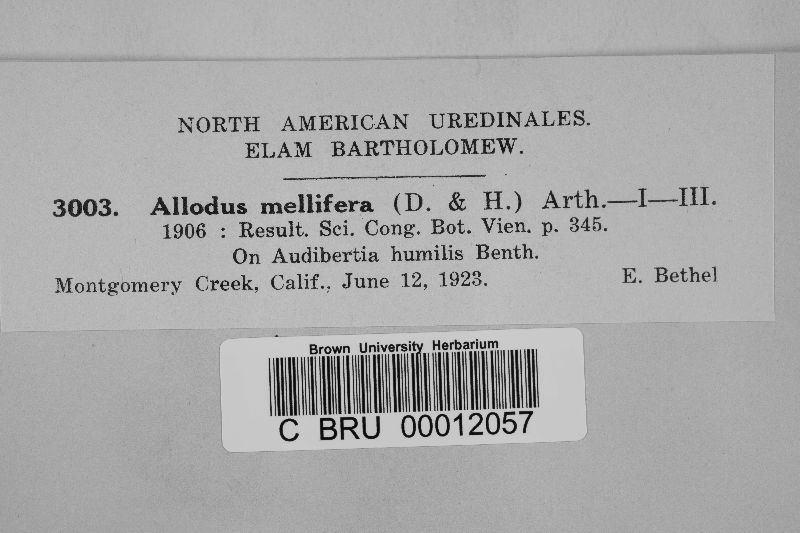 NORTH AMERICAN UREDINALES.
ELAM BARTHOLOMEW.
3003. Allodus mellifera (D. & H.) Arth.—I—III.
1906 : Result. Sci. Cong. Bot. Vien. p. 345.
On Audibertia humilis Benth.
Montgomery Creek, Calif., June 12, 1923. E. Bethel
Brown University Herbarium
C BRU 00012057